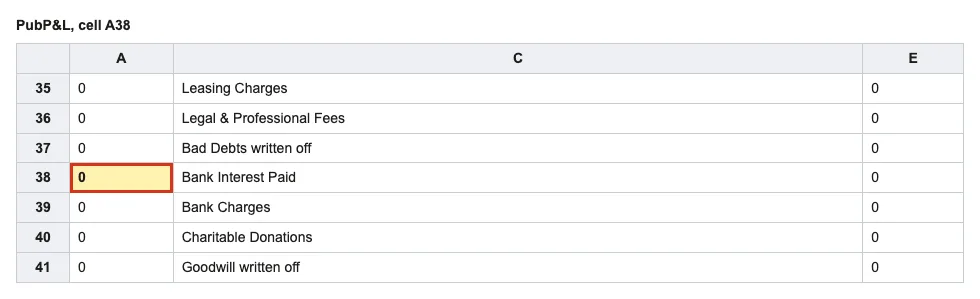 PubP&L, cell A38
A C E
35 0 Leasing Charges 0
36 0 Legal & Professional Fees 0
37 0 Bad Debts written off 0
38 0 Bank Interest Paid 0
39 0 Bank Charges 0
40 0 Charitable Donations 0
41 0 Goodwill written off 0